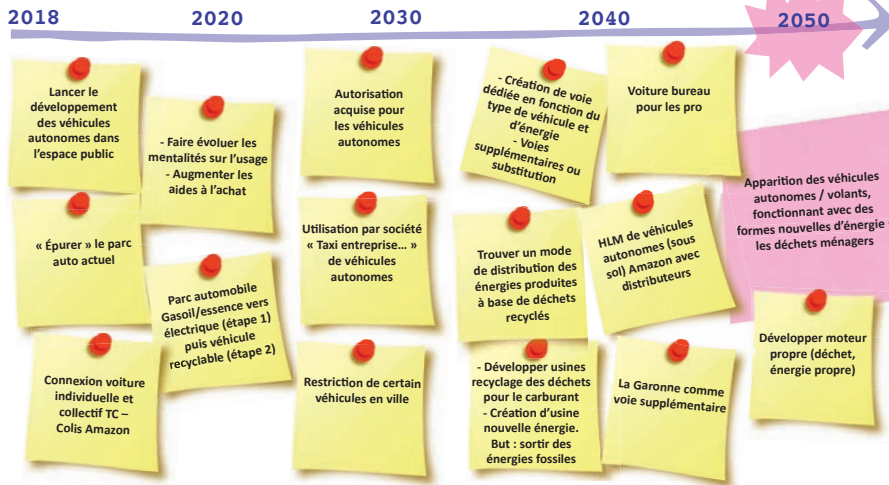 2018 2020 2030 2040 2050
Lancer le
développement
des véhicules
autonomes dans
l'espace public
« Épurer » le parc
auto actuel
Connexion voiture
individuelle et
collectif TC –
Colis Amazon
- Faire évoluer les
mentalités sur l'usage
- Augmenter les
aides à l'achat
Parc automobile
Gasoil/essence vers
électrique (étape 1)
puis véhicule
recyclable (étape 2)
Autorisation
acquise pour
les véhicules
autonomes
Utilisation par société
« Taxi entreprise... »
de véhicules
autonomes
Restriction de certain
véhicules en ville
- Création de voie
dédiée en fonction du
type de véhicule et
d'énergie
- Voies
supplémentaires ou
substitution
Trouver un mode
de distribution des
énergies produites
à base de déchets
recyclés
- Développer usines
recyclage des déchets
pour le carburant
- Création d'usine
nouvelle énergie.
But : sortir des
énergies fossiles
Voiture bureau
pour les pro
HLM de véhicules
autonomes (sous
sol) Amazon avec
distributeurs
La Garonne comme
voie supplémentaire
Apparition des véhicules
autonomes / volants,
fonctionnant avec des
formes nouvelles d'énergie :
les déchets ménagers
Développer moteur
propre (déchet,
énergie propre)